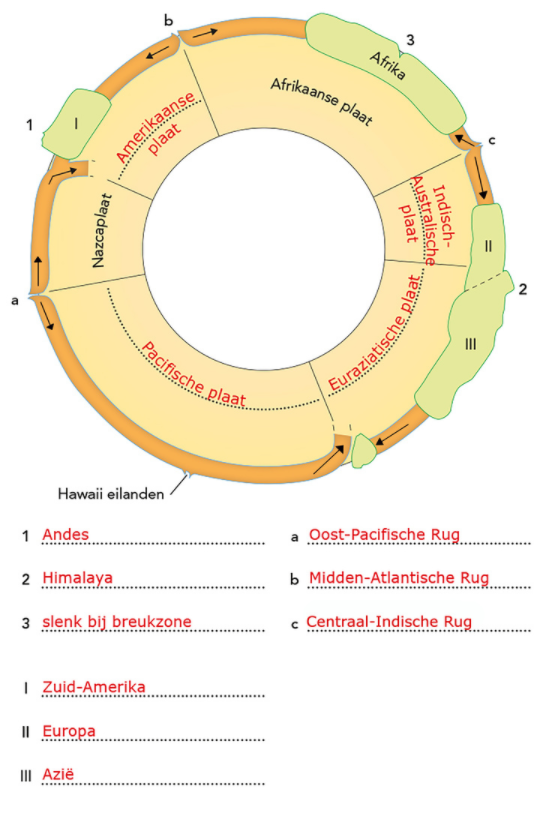 b
3
Afrika
Afrikaanse plaat
1
I
Amerikaanse
plaat
c
Nazcaplaat
Indisch-
Australische
plaat
II
2
a
III
Pacifische plaat
Euraziatische plaat
Hawaii eilanden
1 Andes
a Oost-Pacifische Rug
2 Himalaya
b Midden-Atlantische Rug
3 slenk bij breukzone
c Centraal-Indische Rug
I Zuid-Amerika
II Europa
III Azië